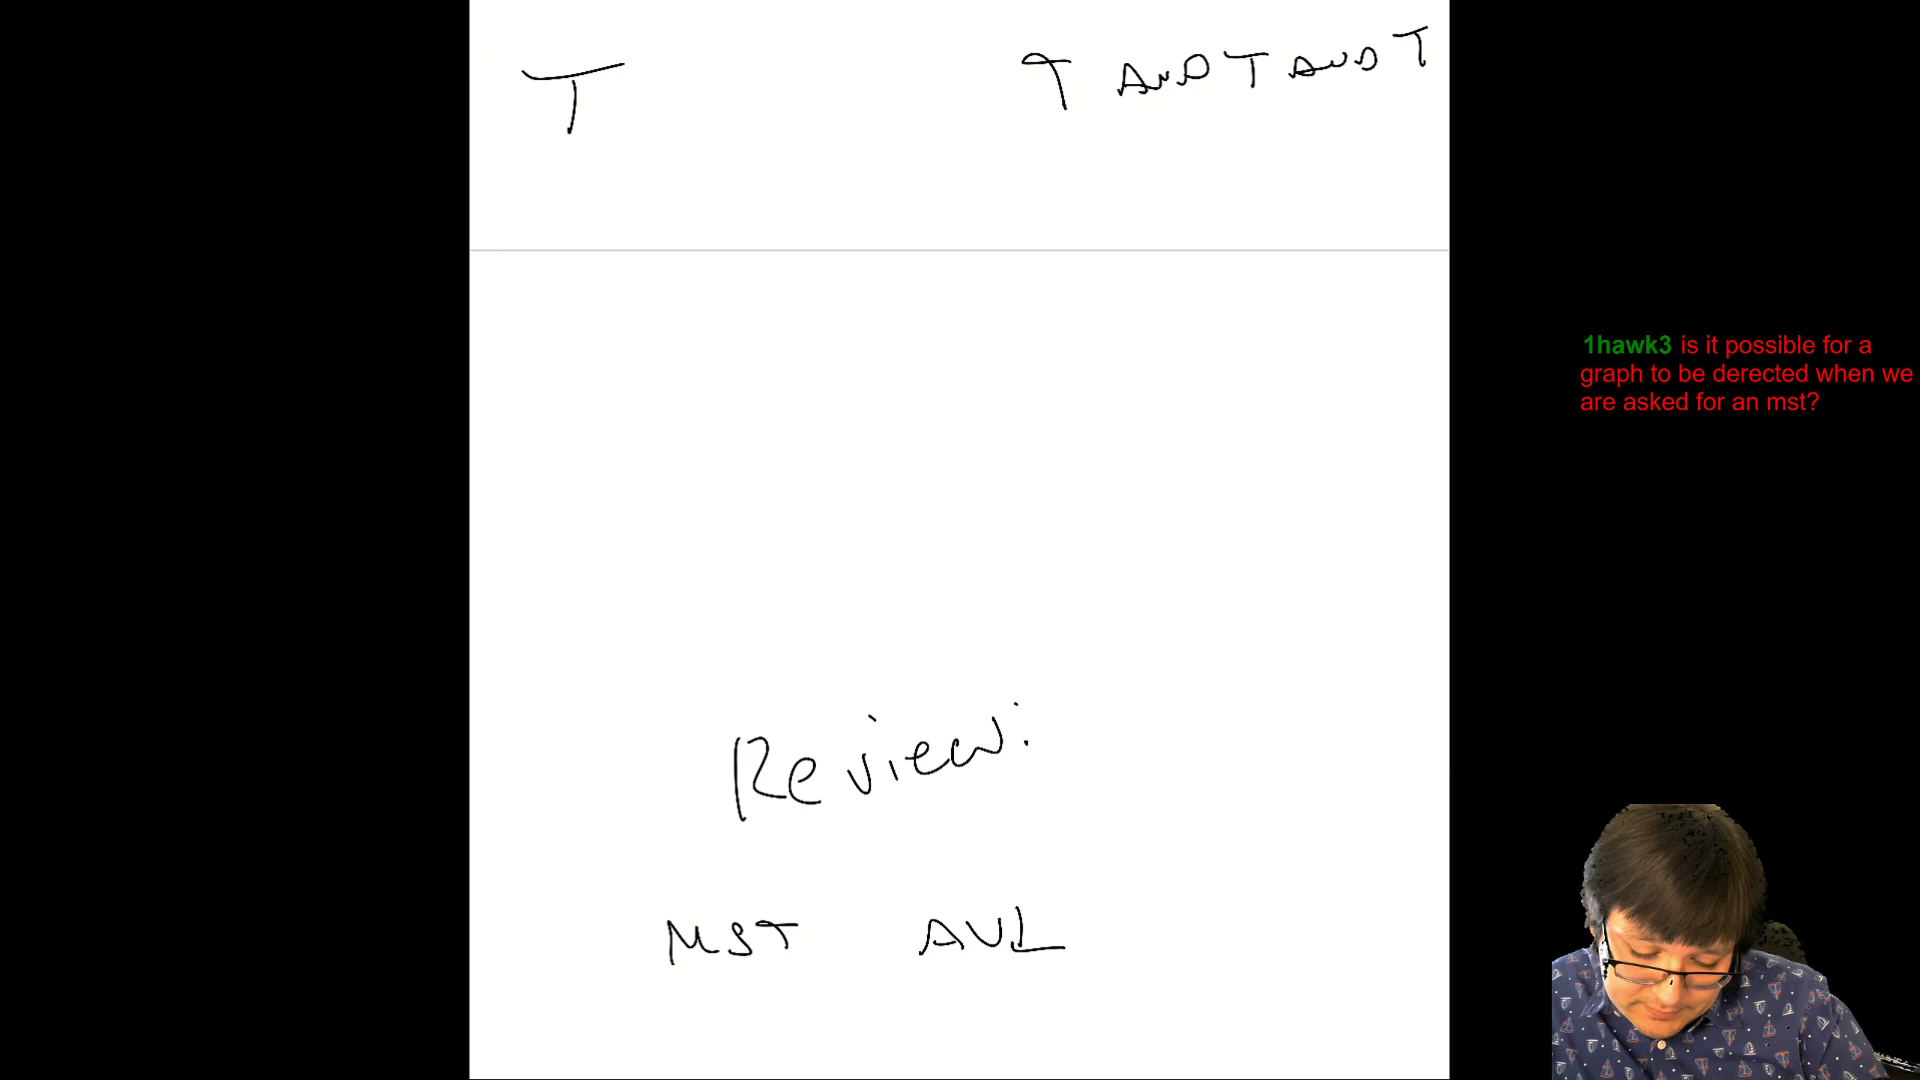 T T AND T AND T
1hawk3 is it possible for a
graph to be derected when we
are asked for an mst?
Review:
MST AVL